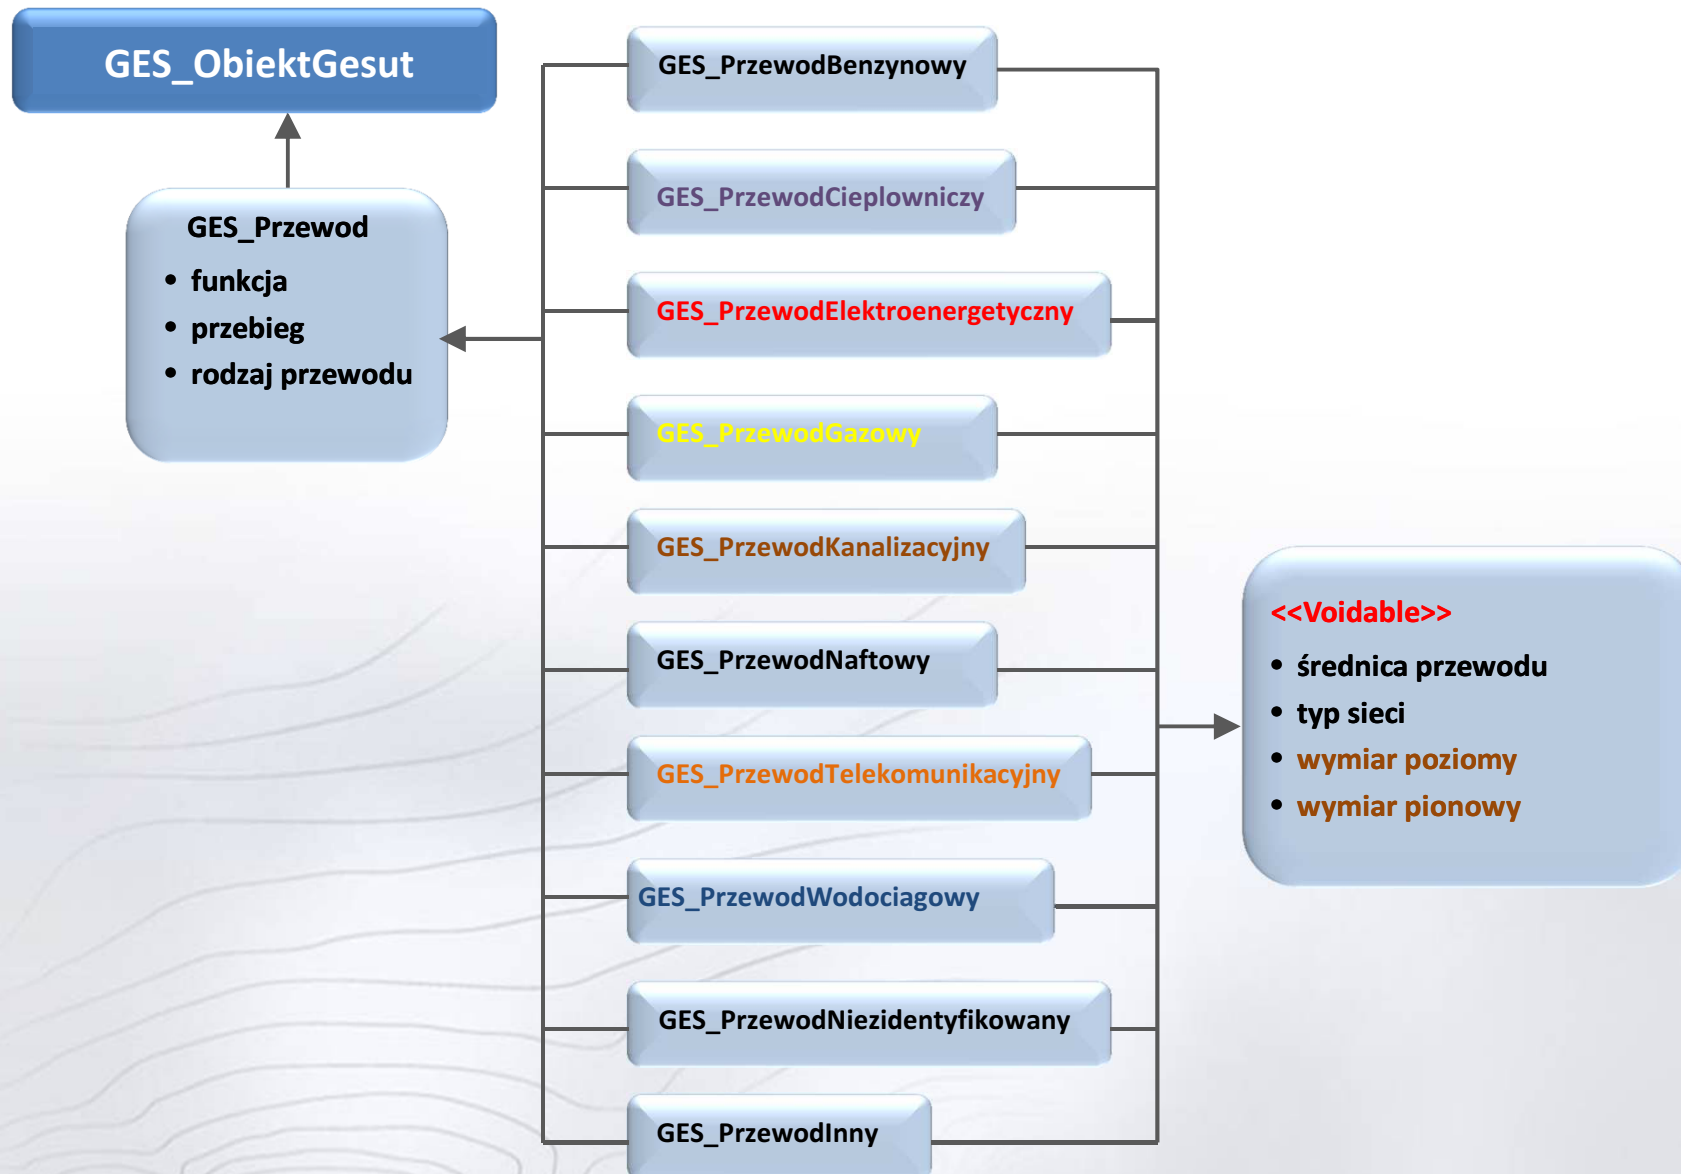 GES_ObiektGesut
GES_Przewod
• funkcja
• przebieg
• rodzaj przewodu
GES_PrzewodBenzynowy
GES_PrzewodCieplowniczy
GES_PrzewodElektroenergetyczny
GES_PrzewodGazowy
GES_PrzewodKanalizacyjny
GES_PrzewodNaftowy
GES_PrzewodTelekomunikacyjny
GES_PrzewodWodociagowy
GES_PrzewodNiezidentyfikowany
GES_PrzewodInny
<<Voidable>>
• średnica przewodu
• typ sieci
• wymiar poziomy
• wymiar pionowy